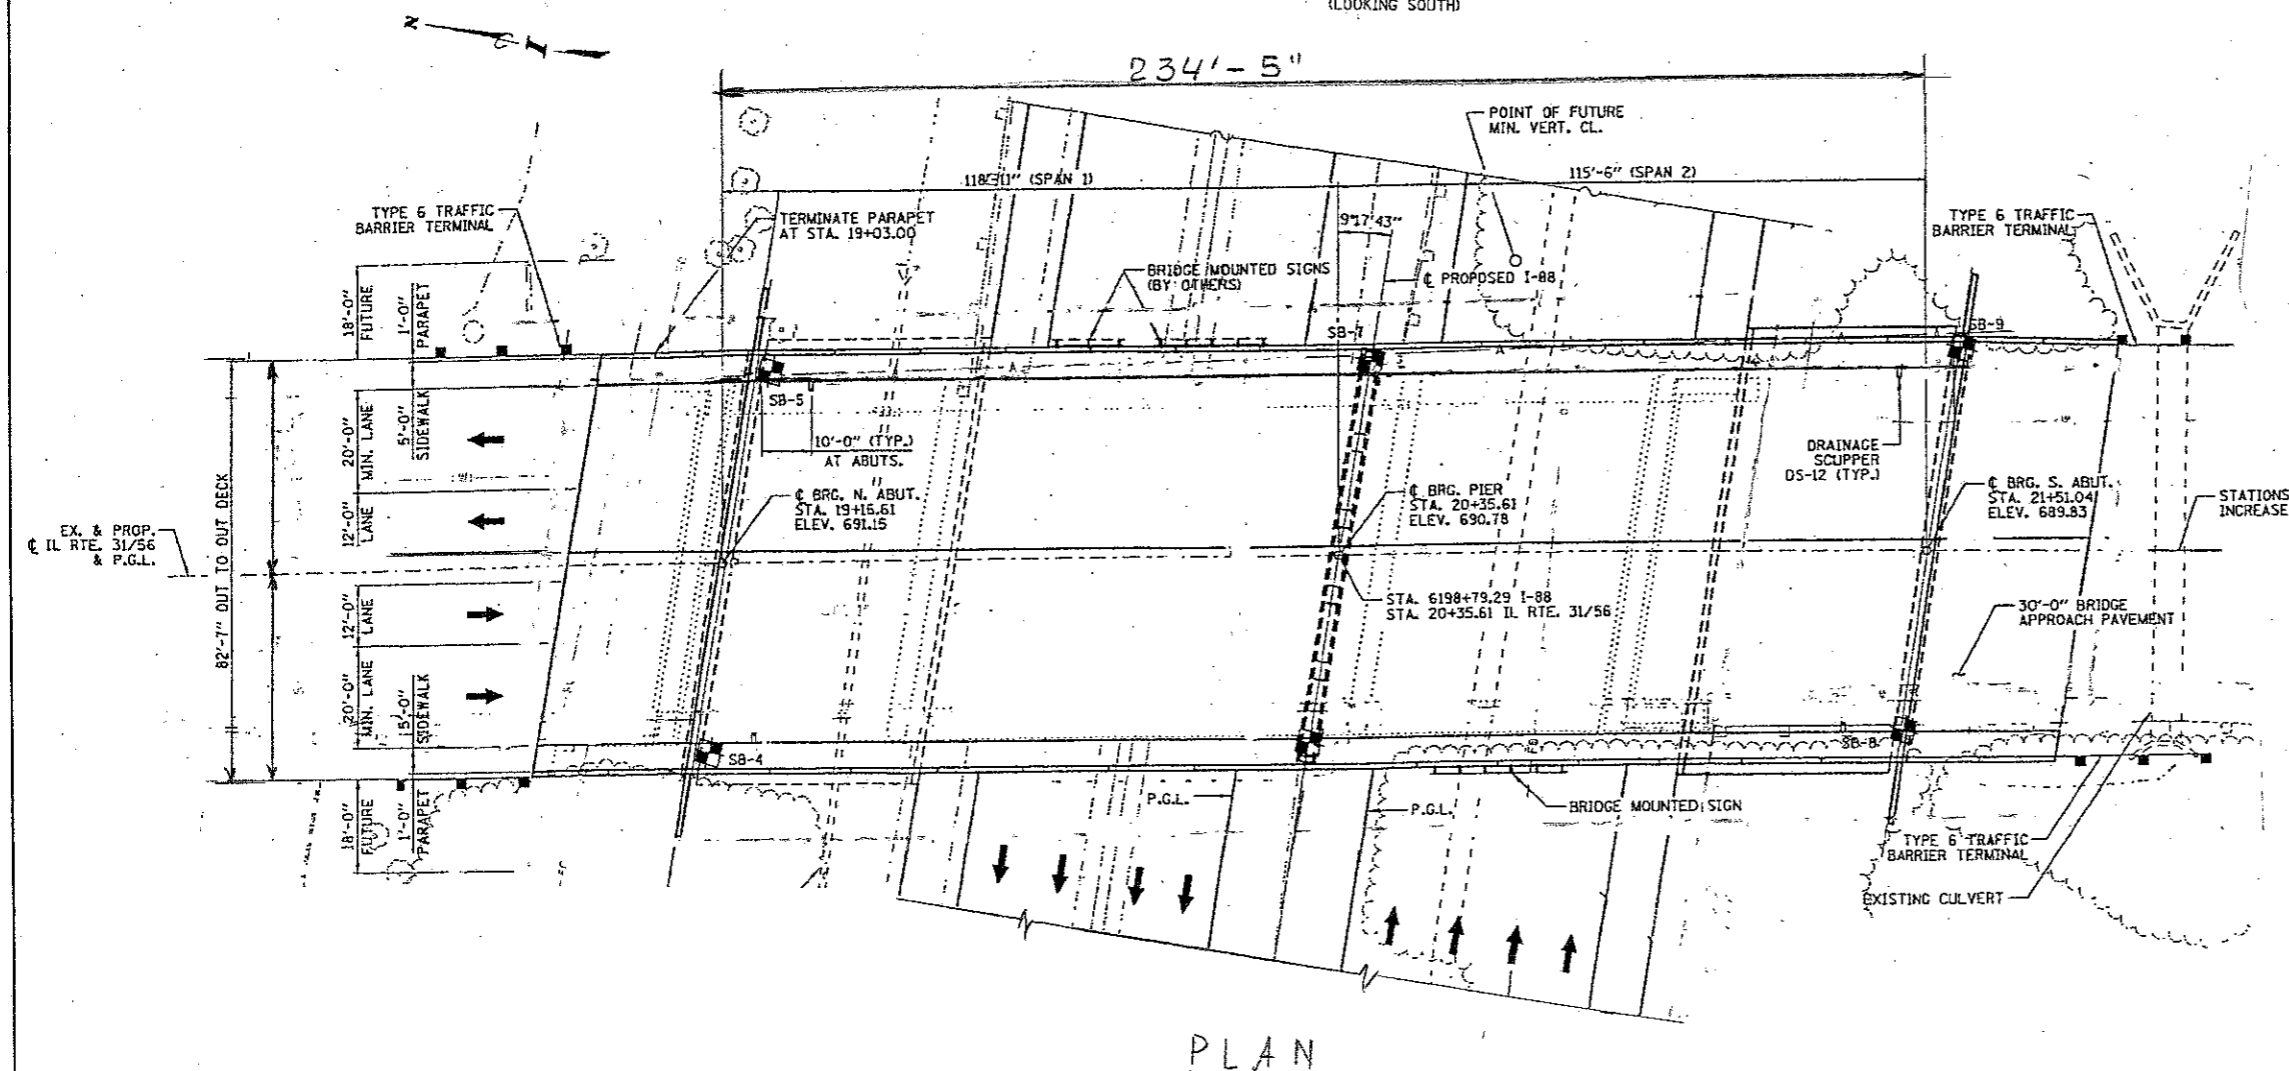 (LOOKING SOUTH)
N
234'-5"
POINT OF FUTURE
MIN. VERT. CL.
118'-11" (SPAN 1)
115'-6" (SPAN 2)
TYPE 6 TRAFFIC
BARRIER TERMINAL
TERMINATE PARAPET
AT STA. 19+03.00
9°17'43"
TYPE 6 TRAFFIC
BARRIER TERMINAL
BRIDGE MOUNTED SIGNS
(BY OTHERS)
℄ PROPOSED I-88
18'-0"
FUTURE
1'-0"
PARAPET
SB-7
SB-9
SB-5
20'-0"
MIN. LANE
5'-0"
SIDEWALK
10'-0" (TYP.)
AT ABUTS.
DRAINAGE
SCUPPER
DS-12 (TYP.)
℄ BRG. N. ABUT.
STA. 19+16.61
ELEV. 691.15
℄ BRG. PIER
STA. 20+35.61
ELEV. 690.78
℄ BRG. S. ABUT.
STA. 21+51.04
ELEV. 689.83
STATIONS
INCREASE
12'-0"
LANE
EX. & PROP.
℄ IL RTE. 31/56
& P.G.L.
82'-7" OUT TO OUT DECK
12'-0"
LANE
STA. 6198+79.29 I-88
STA. 20+35.61 IL RTE. 31/56
30'-0" BRIDGE
APPROACH PAVEMENT
20'-0"
MIN. LANE
5'-0"
SIDEWALK
SB-4
SB-8
18'-0"
FUTURE
1'-0"
PARAPET
P.G.L.
P.G.L.
BRIDGE MOUNTED SIGN
TYPE 6 TRAFFIC
BARRIER TERMINAL
EXISTING CULVERT
PLAN